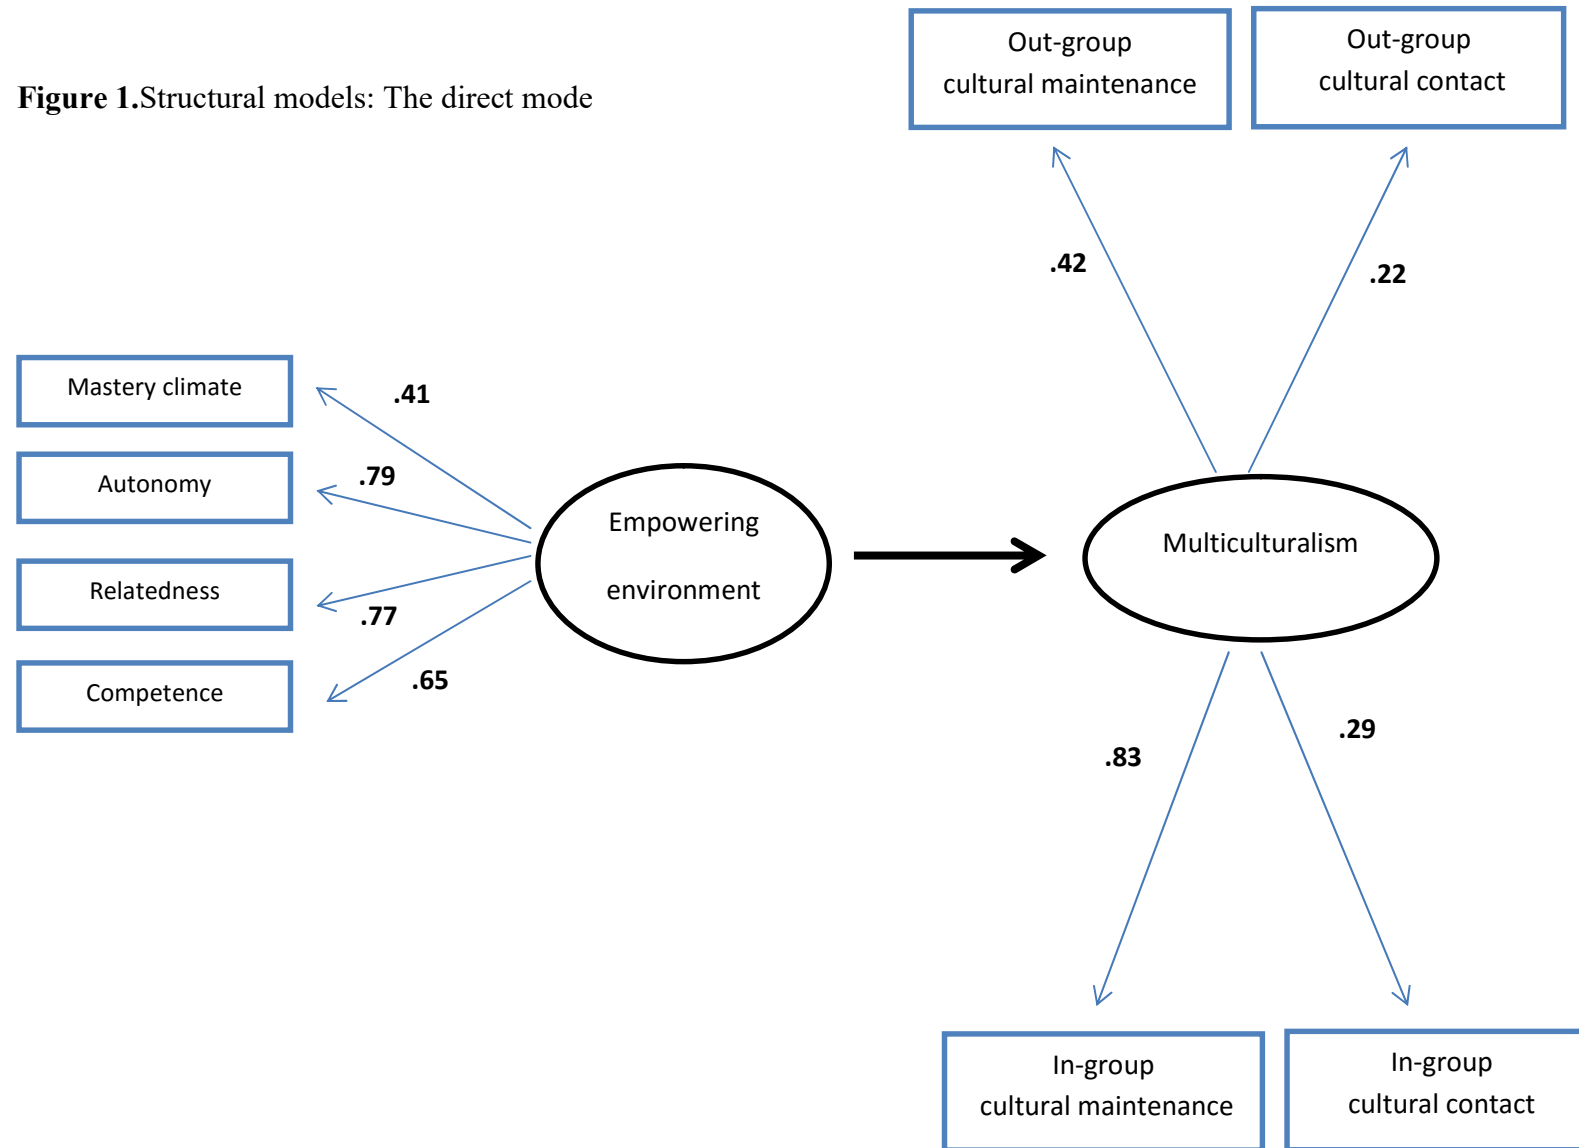 Out-group
cultural maintenance
Out-group
cultural contact
Figure 1.Structural models: The direct mode
.42
.22
Mastery climate
.41
Autonomy
.79
Relatedness
.77
Competence
.65
Empowering
environment
Multiculturalism
.83
.29
In-group
cultural maintenance
In-group
cultural contact